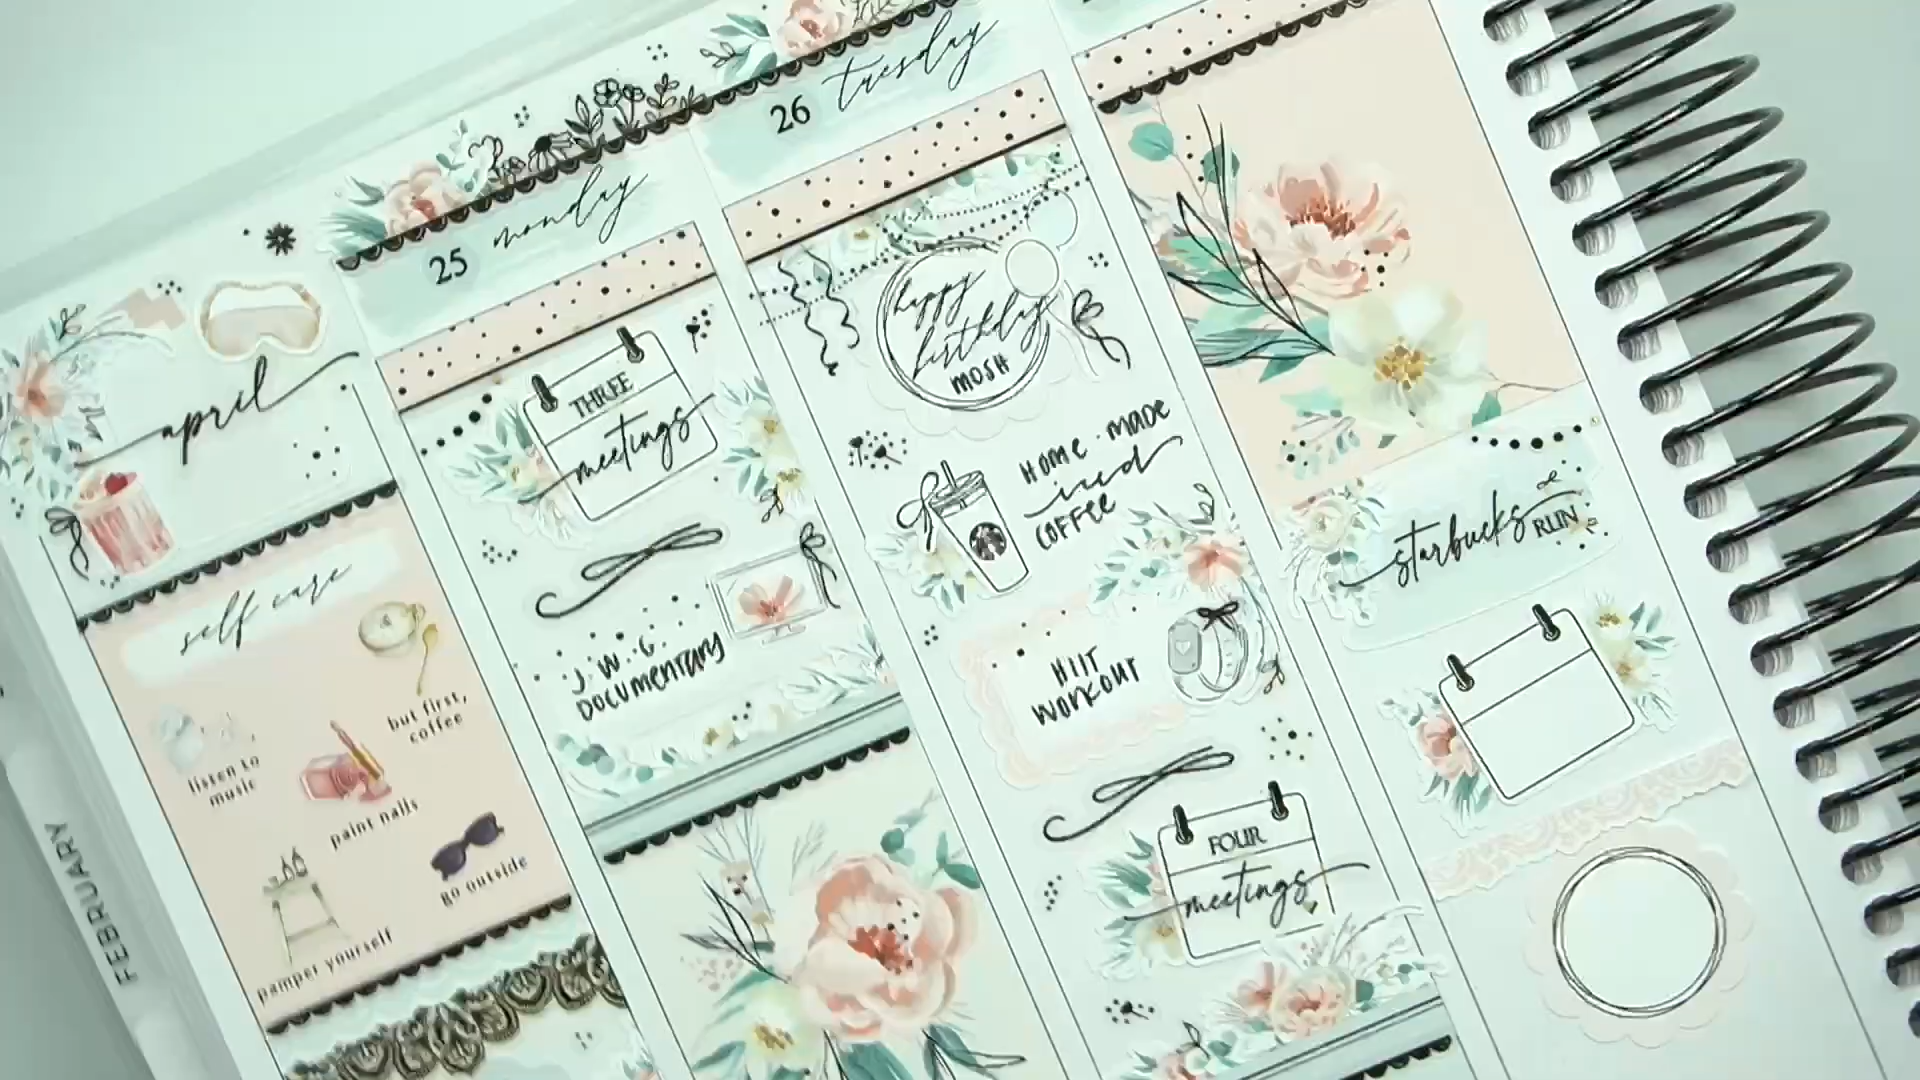 april
self care
but first,
coffee
listen to
music
paint nails
go outside
pamper yourself
FEBRUARY
25 monday
THREE
meetings
J.W.G.
DOCUMENTARY
26 tuesday
happy
birthday
MOSH
HOME-MADE
iced
COFFEE
HIIT
WORKOUT
FOUR
meetings
starbucks RUN